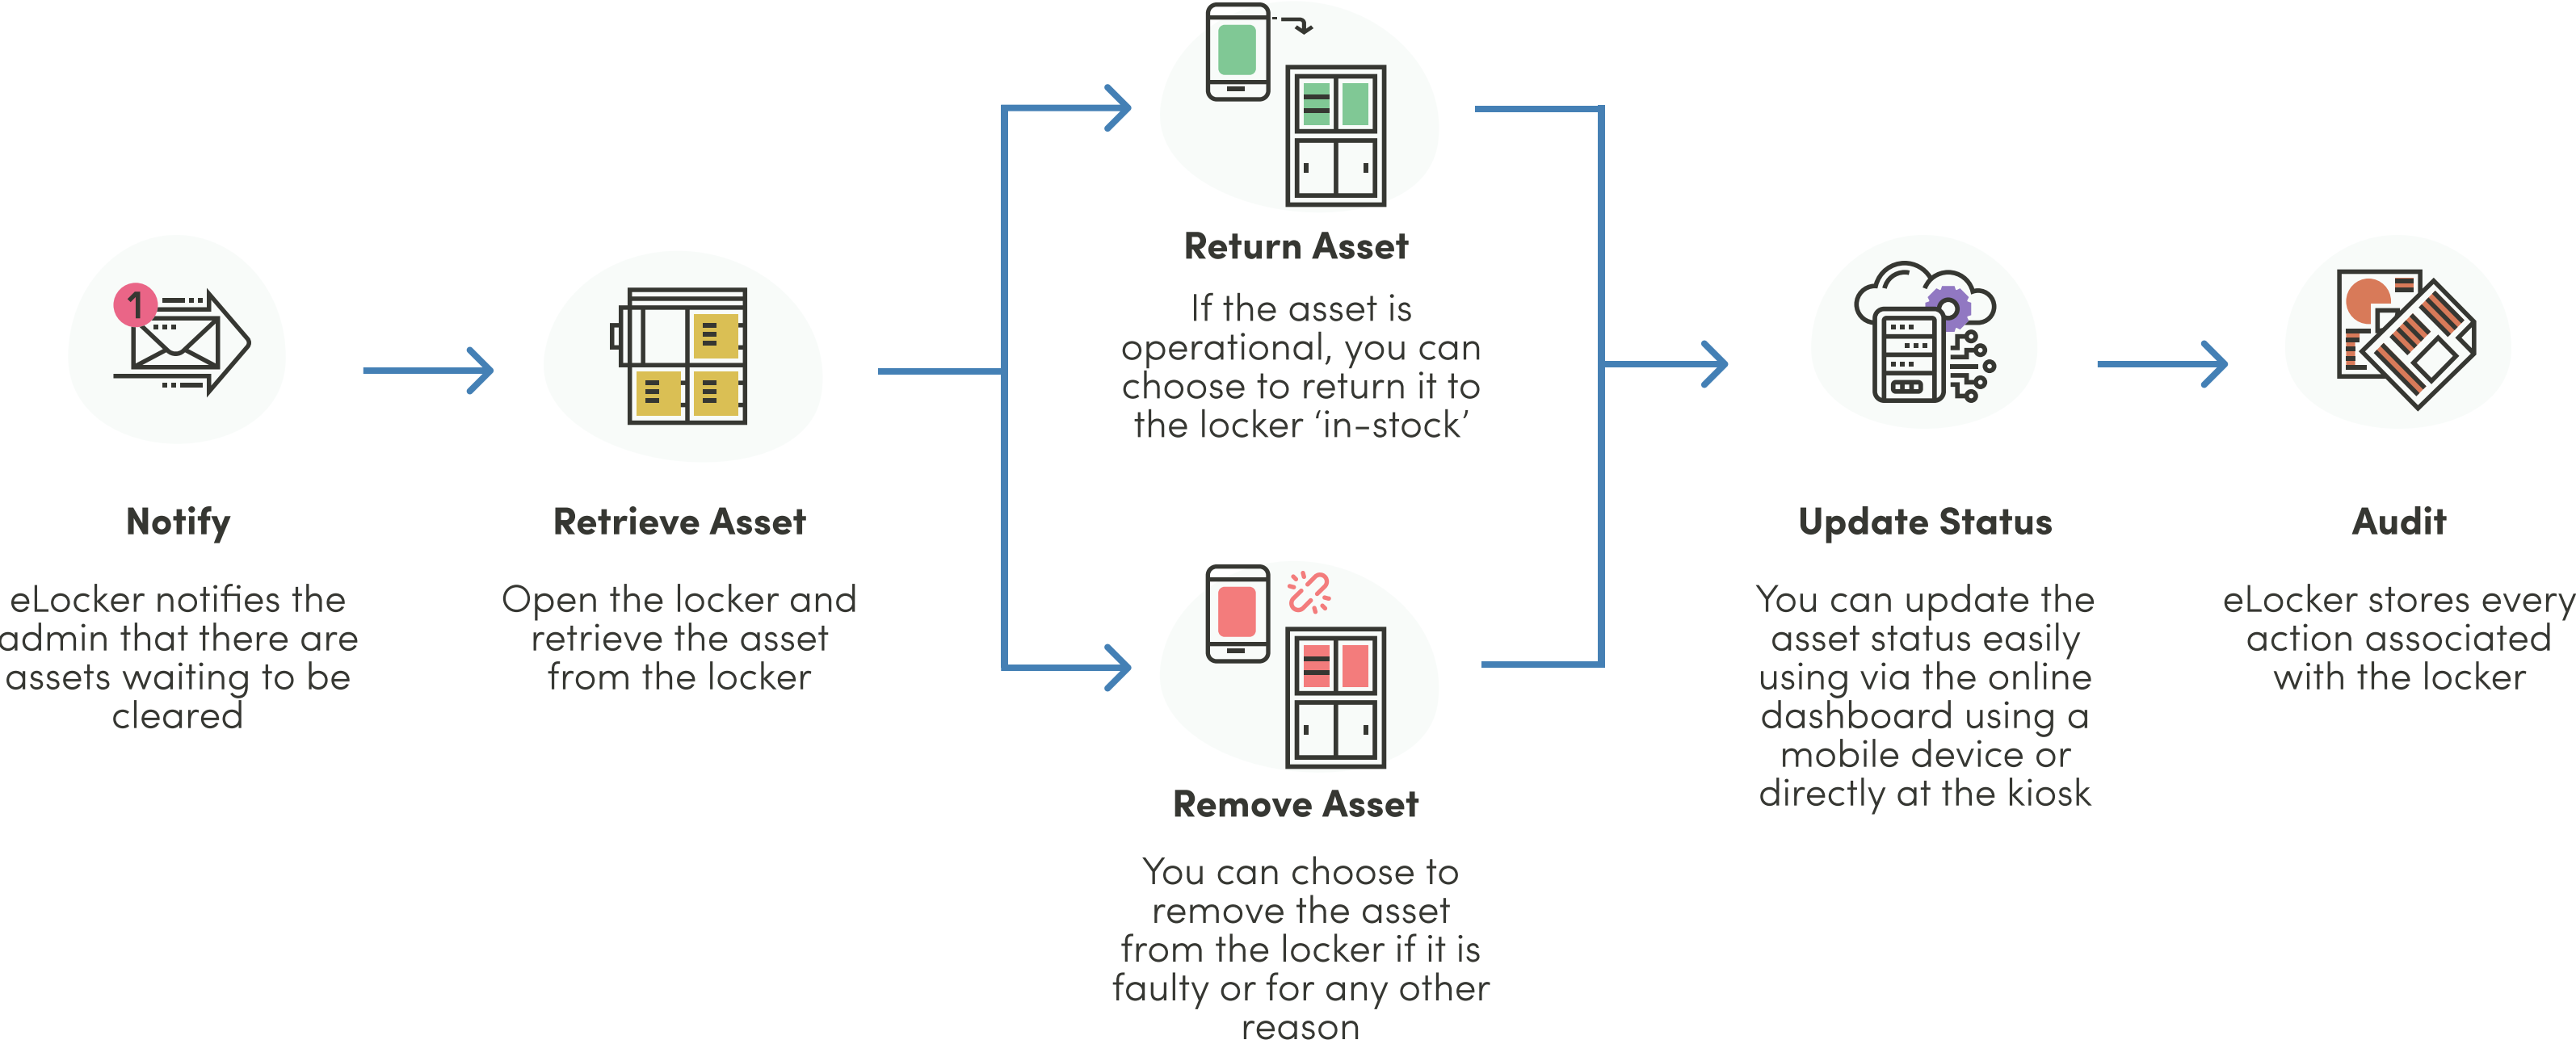 1
Notify
eLocker notifies the
admin that there are
assets waiting to be
cleared
Retrieve Asset
Open the locker and
retrieve the asset
from the locker
Return Asset
If the asset is
operational, you can
choose to return it to
the locker ‘in-stock’
Remove Asset
You can choose to
remove the asset
from the locker if it is
faulty or for any other
reason
Update Status
You can update the
asset status easily
using via the online
dashboard using a
mobile device or
directly at the kiosk
Audit
eLocker stores every
action associated
with the locker